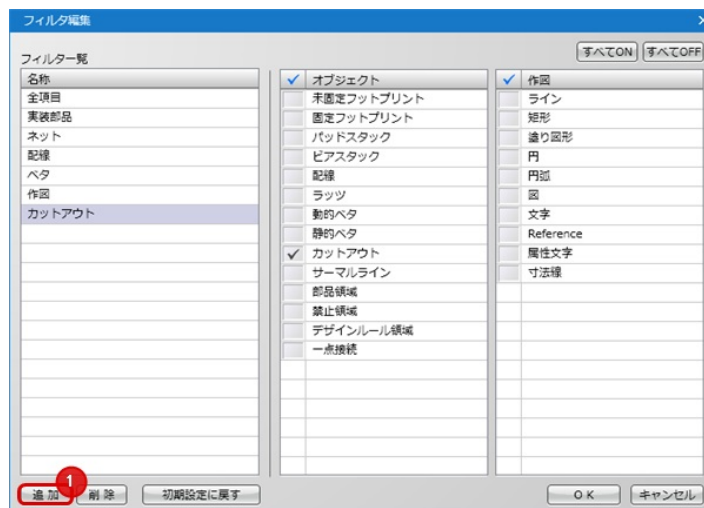 フィルタ編集
フィルター覧
すべてON すべてOFF
名称
全項目
実装部品
ネット
配線
ベタ
作図
カットアウト
オブジェクト
未固定フットプリント
固定フットプリント
パッドスタック
ビアスタック
配線
ラッツ
動的ベタ
静的ベタ
カットアウト
サーマルライン
部品領域
禁止領域
デザインルール領域
一点接続
作図
ライン
矩形
塗り図形
円
円弧
図
文字
Reference
属性文字
寸法線
1
追加 削除 初期設定に戻す OK キャンセル